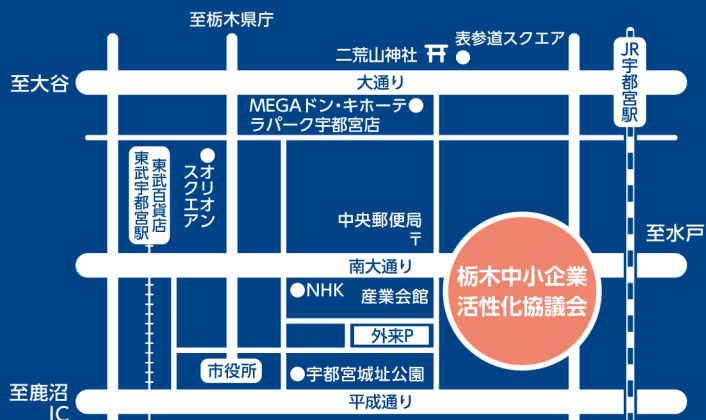 至栃木県庁
表参道スクエア
二荒山神社
至大谷
大通り
JR宇都宮駅
MEGAドン・キホーテ
ラパーク宇都宮店
東武百貨店
東武宇都宮駅
オリオン
スクエアン
中央郵便局
〒
至水戸
南大通り
栃木中小企業
活性化協議会
NHK
産業会館
外来P
市役所
宇都宮城址公園
至鹿沼
IC
平成通り